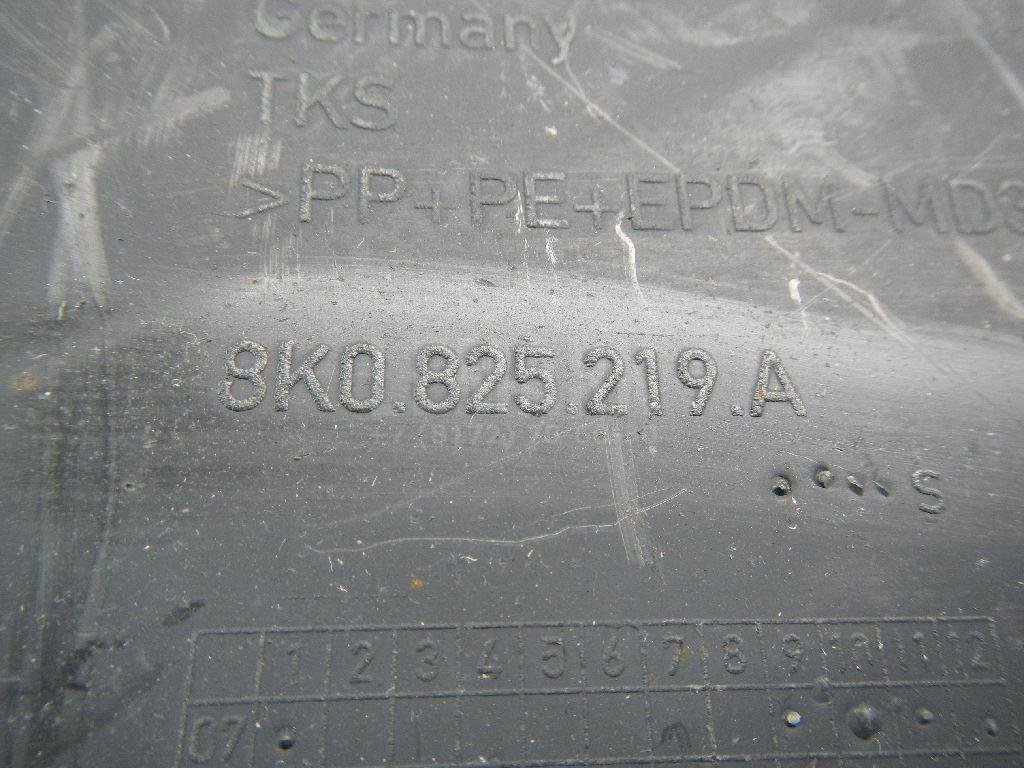 Germany
TKS
>PP+PE+EPDM-MD3
8K0.825.219.A
S
1 2 3 4 5 6 7 8 9 10 11 12
07